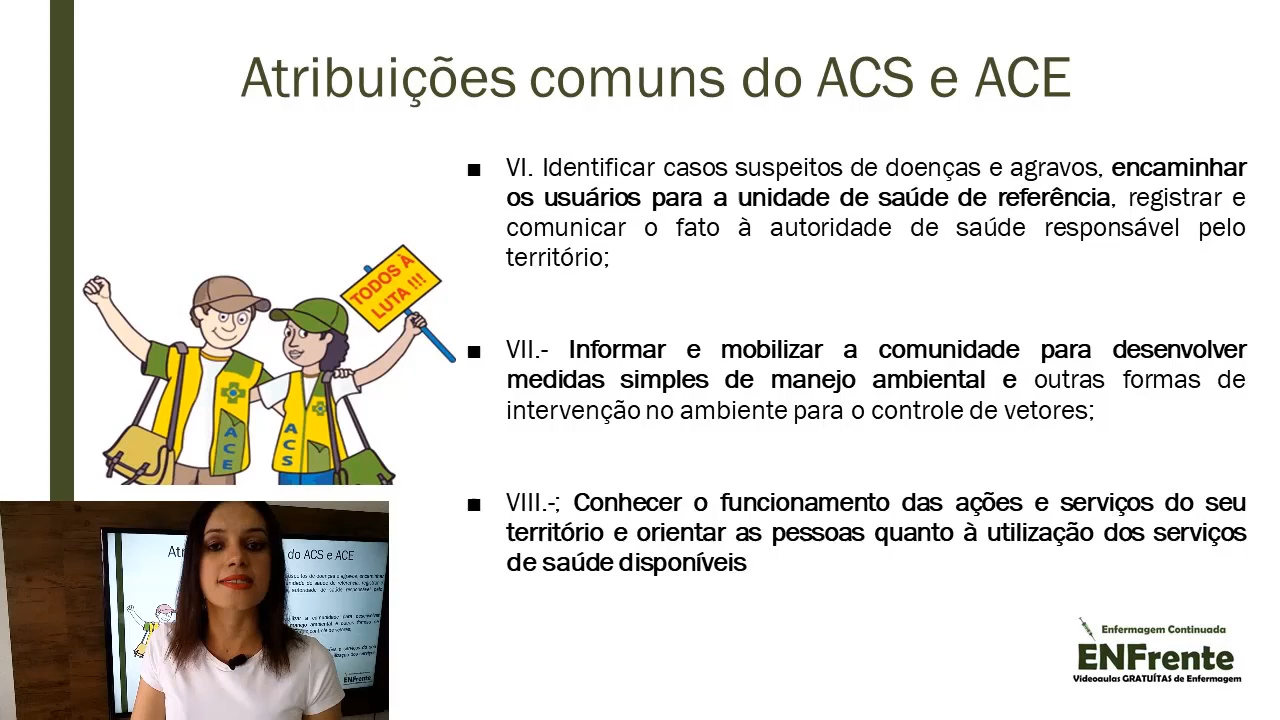 Atribuições comuns do ACS e ACE
■ VI. Identificar casos suspeitos de doenças e agravos, encaminhar
os usuários para a unidade de saúde de referência, registrar e
comunicar o fato à autoridade de saúde responsável pelo
território;
■ VII.- Informar e mobilizar a comunidade para desenvolver
medidas simples de manejo ambiental e outras formas de
intervenção no ambiente para o controle de vetores;
■ VIII.-; Conhecer o funcionamento das ações e serviços do seu
território e orientar as pessoas quanto à utilização dos serviços
de saúde disponíveis
TODOS À
LUTA !!!
ACE
ACS
do ACS e ACE
ENFrente
Enfermagem Continuada
ENFrente
Videoaulas GRATUÍTAS de Enfermagem